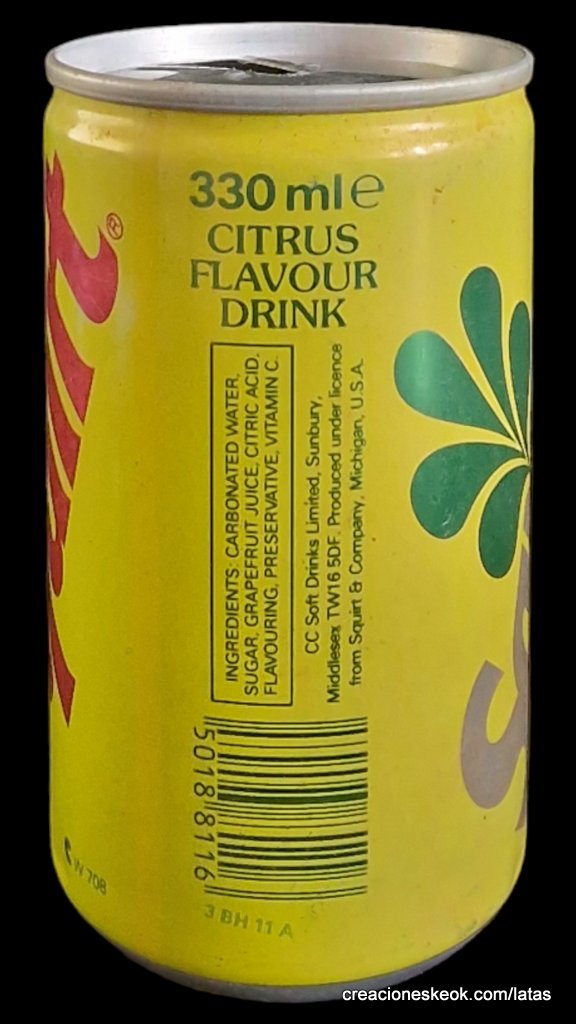 330 ml e
CITRUS
FLAVOUR
DRINK
®
INGREDIENTS: CARBONATED WATER,
SUGAR, GRAPEFRUIT JUICE, CITRIC ACID,
FLAVOURING, PRESERVATIVE, VITAMIN C.
CC Soft Drinks Limited, Sunbury,
Middlesex TW16 5DF. Produced under licence
from Squirt & Company, Michigan, U.S.A.
5018 8116
W 708
3 BH 11 A
creacioneskeok.com/latas